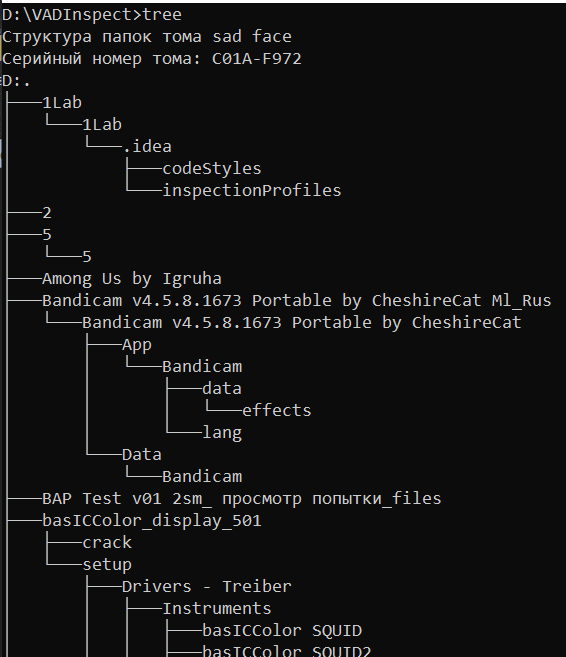 D:\VADInspect>tree
Структура папок тома sad face
Серийный номер тома: C01A-F972
D:.
├───1Lab
│   └───1Lab
│       └───.idea
│           ├───codeStyles
│           └───inspectionProfiles
├───2
├───5
│   └───5
├───Among Us by Igruha
├───Bandicam v4.5.8.1673 Portable by CheshireCat Ml_Rus
│   └───Bandicam v4.5.8.1673 Portable by CheshireCat
│       ├───App
│       │   └───Bandicam
│       │       ├───data
│       │       │   └───effects
│       │       └───lang
│       └───Data
│           └───Bandicam
├───BAP Test v01 2sm_ просмотр попытки_files
├───basICColor_display_501
│   ├───crack
│   └───setup
│       ├───Drivers - Treiber
│       │   ├───Instruments
│       │   │   ├───basICColor SQUID
│       │   │   ├───basICColor SQUID2